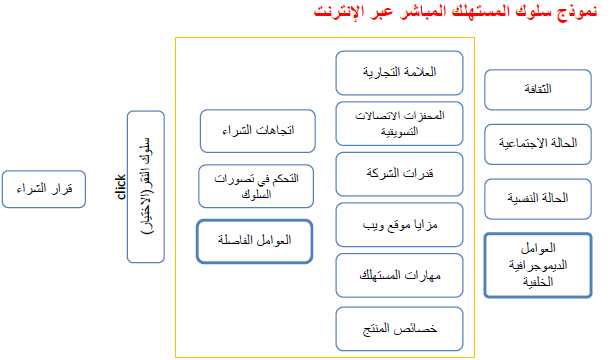 نموذج سلوك المستهلك المباشر عبر الإنترنت
الثقافة
الحالة الاجتماعية
الحالة النفسية
العوامل
الديموجرافية
الخلفية
العلامة التجارية
المحفزات الاتصالات
التسويقية
قدرات الشركة
مزايا موقع ويب
مهارات المستهلك
خصائص المنتج
اتجاهات الشراء
التحكم في تصورات
السلوك
العوامل الفاصلة
سلوك النقر(الاختيار)
click
قرار الشراء